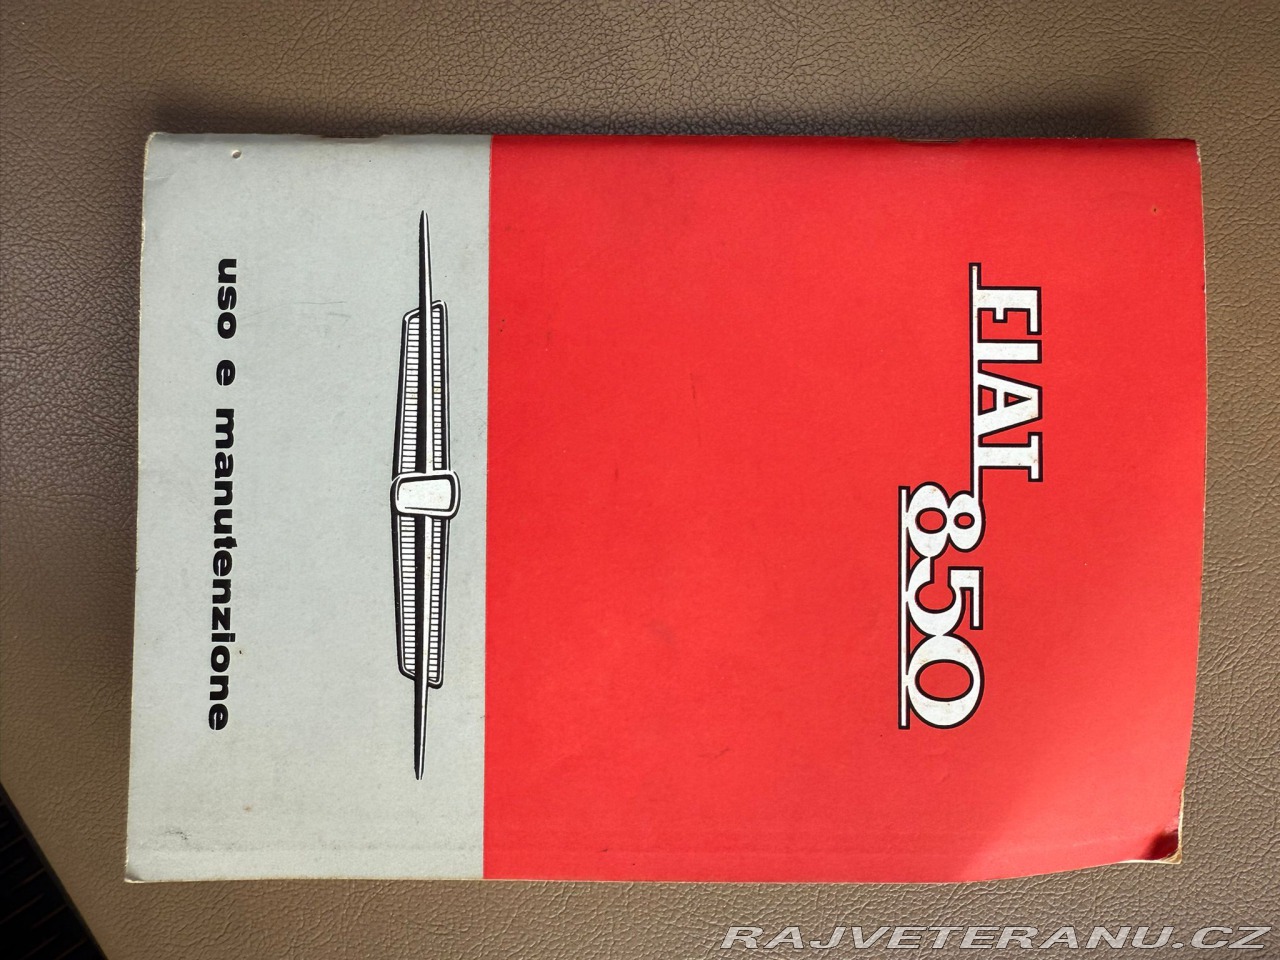 FIAT
850
uso e manutenzione
RAJVETERANU.CZ